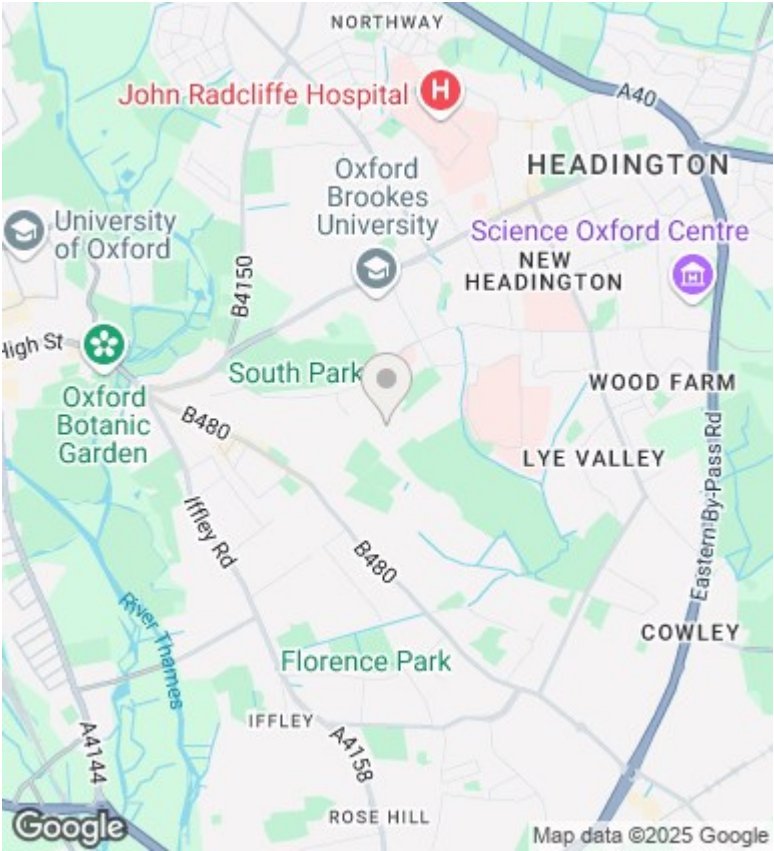 NORTHWAY
John Radcliffe Hospital
H
A40
HEADINGTON
Oxford
Brookes
University
University
of Oxford
Science Oxford Centre
NEW
HEADINGTON
B4150
High St
South Park
WOOD FARM
Oxford
Botanic
Garden
B480
LYE VALLEY
Eastern By-Pass Rd
Iffley Rd
B480
River Thames
COWLEY
Florence Park
IFFLEY
A4144
A4158
ROSE HILL
Google
Map data ©2025 Google